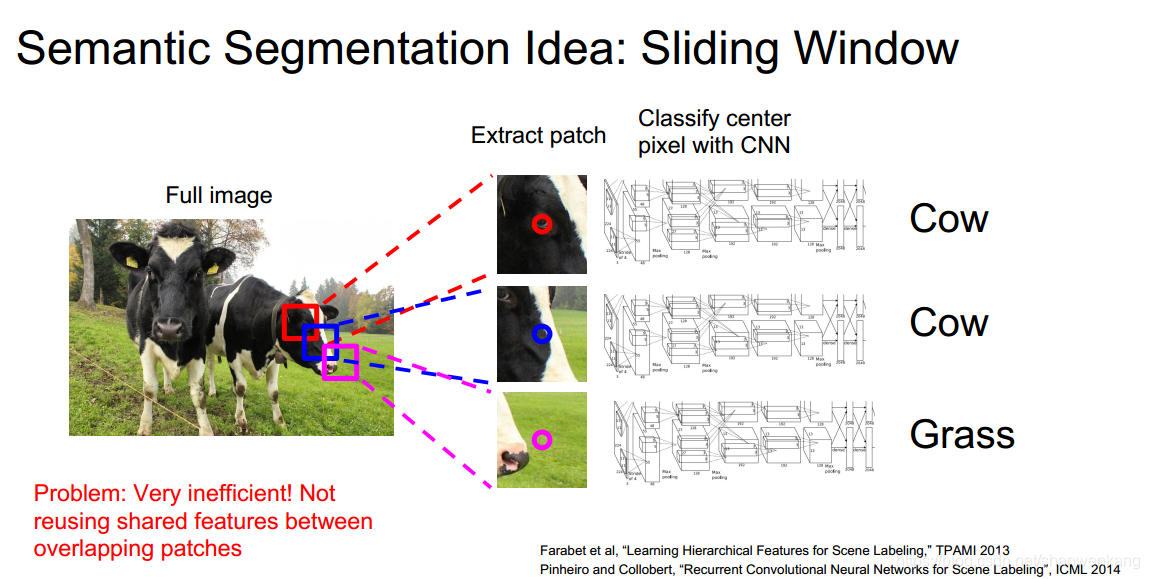 Semantic Segmentation Idea: Sliding Window
Full image
Extract patch
Classify center
pixel with CNN
Cow
Cow
Grass
Problem: Very inefficient! Not
reusing shared features between
overlapping patches
Farabet et al, “Learning Hierarchical Features for Scene Labeling,” TPAMI 2013
Pinheiro and Collobert, “Recurrent Convolutional Neural Networks for Scene Labeling”, ICML 2014